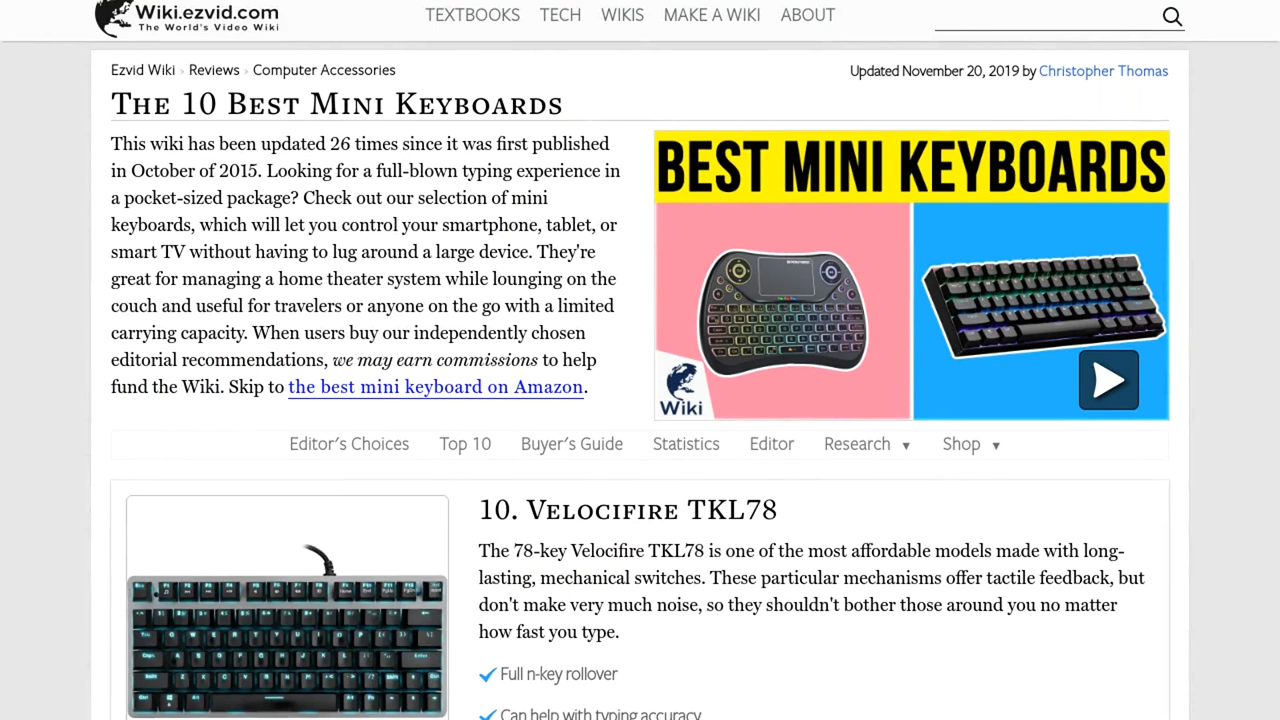 Wiki.ezvid.com
The World's Video Wiki
TEXTBOOKS TECH WIKIS MAKE A WIKI ABOUT
Ezvid Wiki › Reviews › Computer Accessories
Updated November 20, 2019 by Christopher Thomas
The 10 Best Mini Keyboards
This wiki has been updated 26 times since it was first published
in October of 2015. Looking for a full-blown typing experience in
a pocket-sized package? Check out our selection of mini
keyboards, which will let you control your smartphone, tablet, or
smart TV without having to lug around a large device. They're
great for managing a home theater system while lounging on the
couch and useful for travelers or anyone on the go with a limited
carrying capacity. When users buy our independently chosen
editorial recommendations, we may earn commissions to help
fund the Wiki. Skip to the best mini keyboard on Amazon.
BEST MINI KEYBOARDS
Wiki
Editor's Choices Top 10 Buyer's Guide Statistics Editor Research ▼ Shop ▼
10. Velocifire TKL78
The 78-key Velocifire TKL78 is one of the most affordable models made with long-
lasting, mechanical switches. These particular mechanisms offer tactile feedback, but
don't make very much noise, so they shouldn't bother those around you no matter
how fast you type.
Full n-key rollover
Can help with typing accuracy